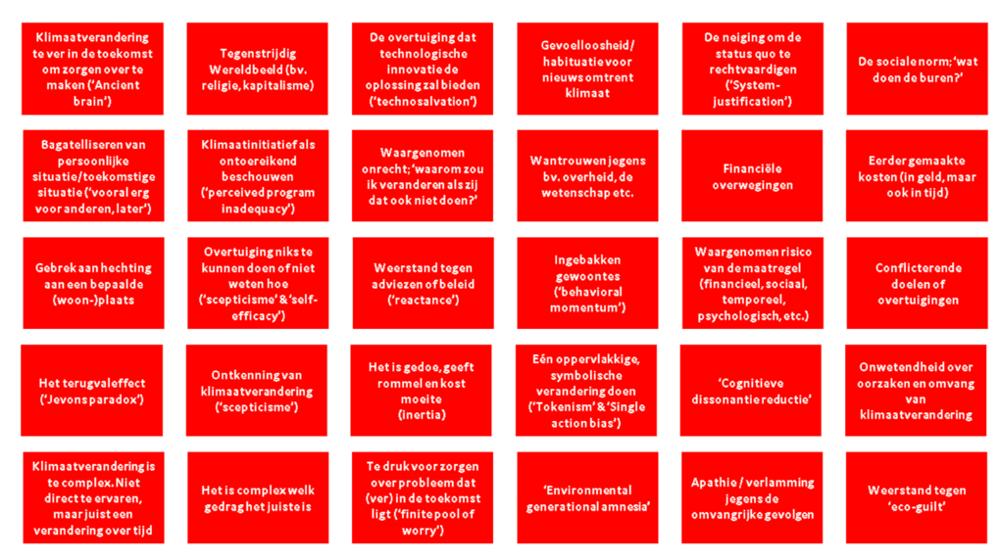 Klimaatverandering
te ver in de toekomst
om zorgen over te
maken (‘Ancient
brain’)
Tegenstrijdig
Wereldbeeld (bv.
religie, kapitalisme)
De overtuiging dat
technologische
innovatie de
oplossing zal bieden
(‘technosalvation’)
Gevoelloosheid/
habituatie voor
nieuws omtrent
klimaat
De neiging om de
status quo te
rechtvaardigen
(‘System-
justification’)
De sociale norm; ‘wat
doen de buren?’
Bagatelliseren van
persoonlijke
situatie/toekomstige
situatie (‘vooral erg
voor anderen, later’)
Klimaatinitiatief als
ontoereikend
beschouwen
(‘perceived program
inadequacy’)
Waargenomen
onrecht; ‘waarom zou
ik veranderen als zij
dat ook niet doen?’
Wantrouwen jegens
bv. overheid, de
wetenschap etc.
Financiële
overwegingen
Eerder gemaakte
kosten (in geld, maar
ook in tijd)
Gebrek aan hechting
aan een bepaalde
(woon-)plaats
Overtuiging niks te
kunnen doen of niet
weten hoe
(‘scepticisme’ & ‘self-
efficacy’)
Weerstand tegen
adviezen of beleid
(‘reactance’)
Ingebakken
gewoontes
(‘behavioral
momentum’)
Waargenomen risico
van de maatregel
(financieel, sociaal,
temporeel,
psychologisch, etc.)
Conflicterende
doelen of
overtuigingen
Het terugvaleffect
(‘Jevons paradox’)
Ontkenning van
klimaatverandering
(‘scepticisme’)
Het is gedoe, geeft
rommel en kost
moeite
(inertia)
Eén oppervlakkige,
symbolische
verandering doen
(‘Tokenism’ & ‘Single
action bias’)
‘Cognitieve
dissonantie reductie’
Onwetendheid over
oorzaken en omvang
van
klimaatverandering
Klimaatverandering is
te complex. Niet
direct te ervaren,
maar juist een
verandering over tijd
Het is complex welk
gedrag het juiste is
Te druk voor zorgen
over probleem dat
(ver) in de toekomst
ligt (‘finite pool of
worry’)
‘Environmental
generational amnesia’
Apathie / verlamming
jegens de
omvangrijke gevolgen
Weerstand tegen
‘eco-guilt’